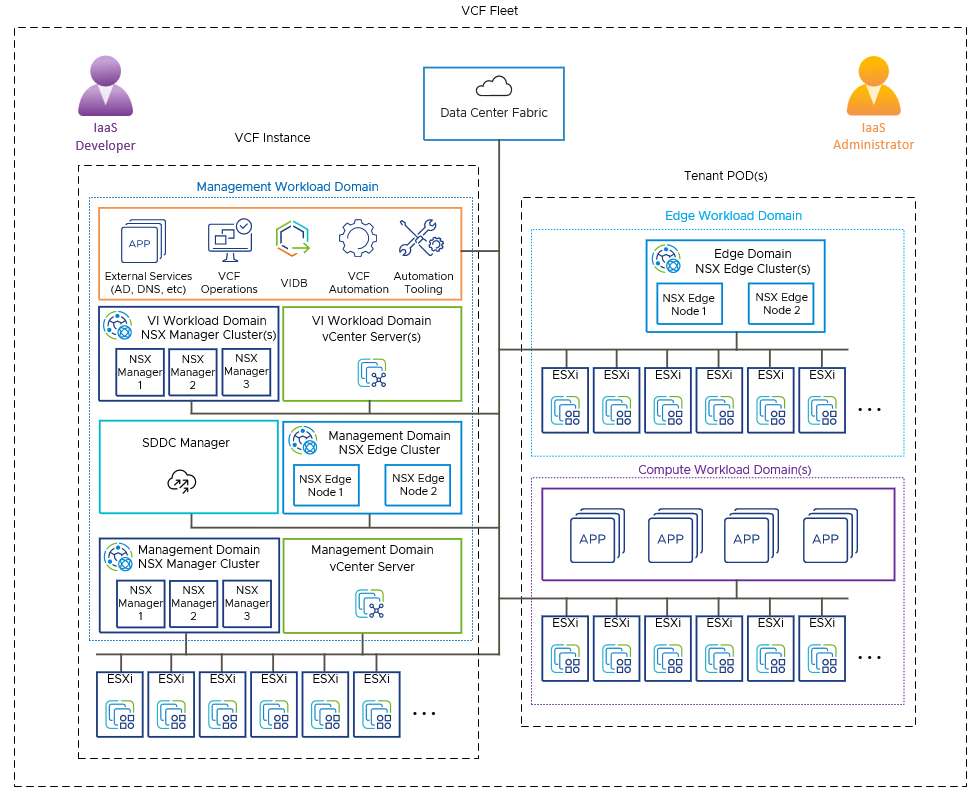 VCF Fleet
IaaS
Developer
Data Center Fabric
IaaS
Administrator
VCF Instance
Management Workload Domain
APP
External Services
(AD, DNS, etc)
VCF
Operations
VIDB
VCF
Automation
Automation
Tooling
VI Workload Domain
NSX Manager Cluster(s)
NSX
Manager
1
NSX
Manager
2
NSX
Manager
3
VI Workload Domain
vCenter Server(s)
SDDC Manager
Management Domain
NSX Edge Cluster
NSX Edge
Node 1
NSX Edge
Node 2
Management Domain
NSX Manager Cluster
NSX
Manager
1
NSX
Manager
2
NSX
Manager
3
Management Domain
vCenter Server
ESXi
ESXi
ESXi
ESXi
ESXi
ESXi
...
Tenant POD(s)
Edge Workload Domain
Edge Domain
NSX Edge Cluster(s)
NSX Edge
Node 1
NSX Edge
Node 2
ESXi
ESXi
ESXi
ESXi
ESXi
ESXi
...
Compute Workload Domain(s)
APP
APP
APP
APP
ESXi
ESXi
ESXi
ESXi
ESXi
ESXi
...